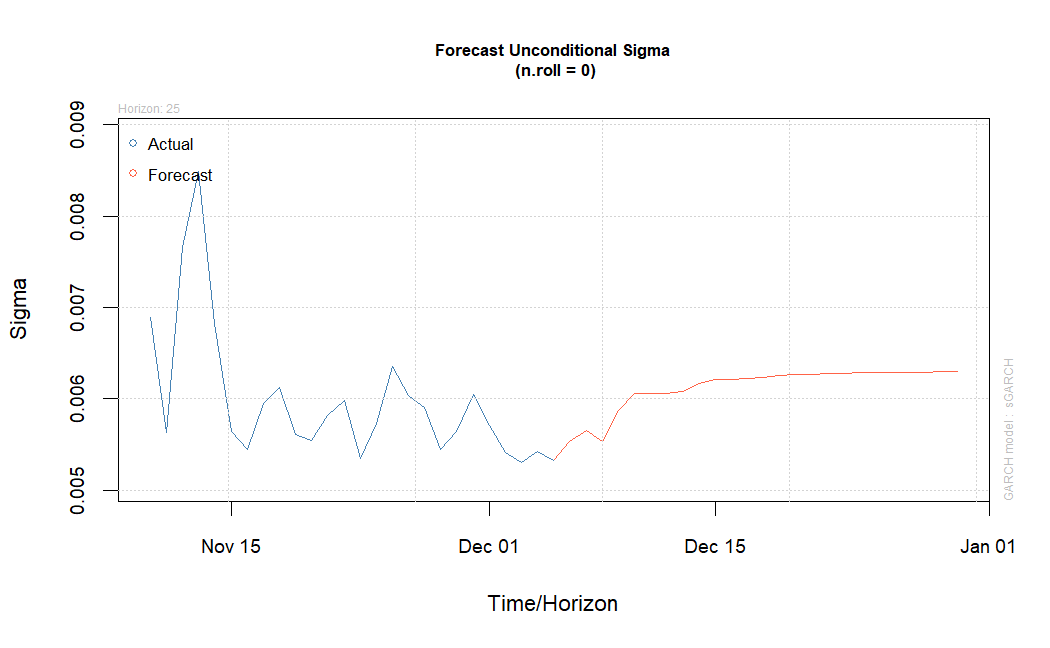 Forecast Unconditional Sigma
(n.roll = 0)
Horizon: 25
Actual
Forecast
0.009
0.008
0.007
0.006
0.005
Sigma
GARCH model : sGARCH
Nov 15
Dec 01
Dec 15
Jan 01
Time/Horizon